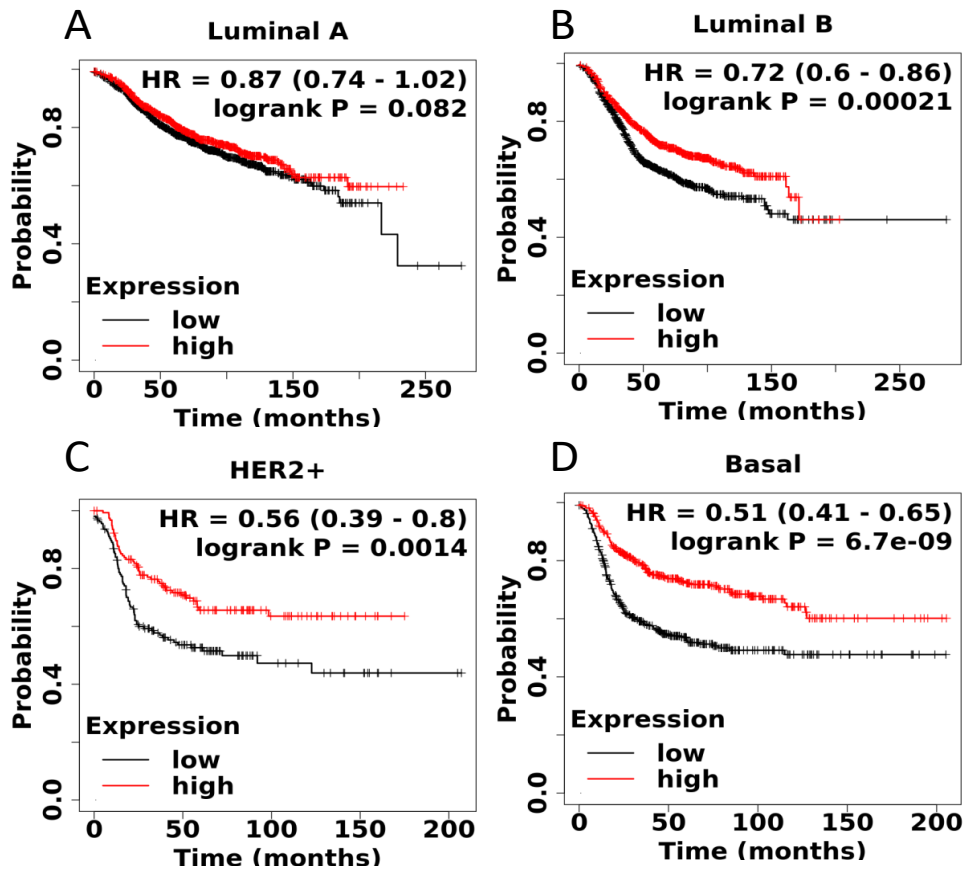 A
Luminal A
HR = 0.87 (0.74 - 1.02)
logrank P = 0.082
Probability
0.8
0.4
0.0
Expression
low
high
0
50
150
250
Time (months)
B
Luminal B
HR = 0.72 (0.6 - 0.86)
logrank P = 0.00021
Probability
0.8
0.4
0.0
Expression
low
high
0
50
150
250
Time (months)
C
HER2+
HR = 0.56 (0.39 - 0.8)
logrank P = 0.0014
Probability
0.8
0.4
0.0
Expression
low
high
0
50
100
150
200
Time (months)
D
Basal
HR = 0.51 (0.41 - 0.65)
logrank P = 6.7e-09
Probability
0.8
0.4
0.0
Expression
low
high
0
50
100
150
200
Time (months)